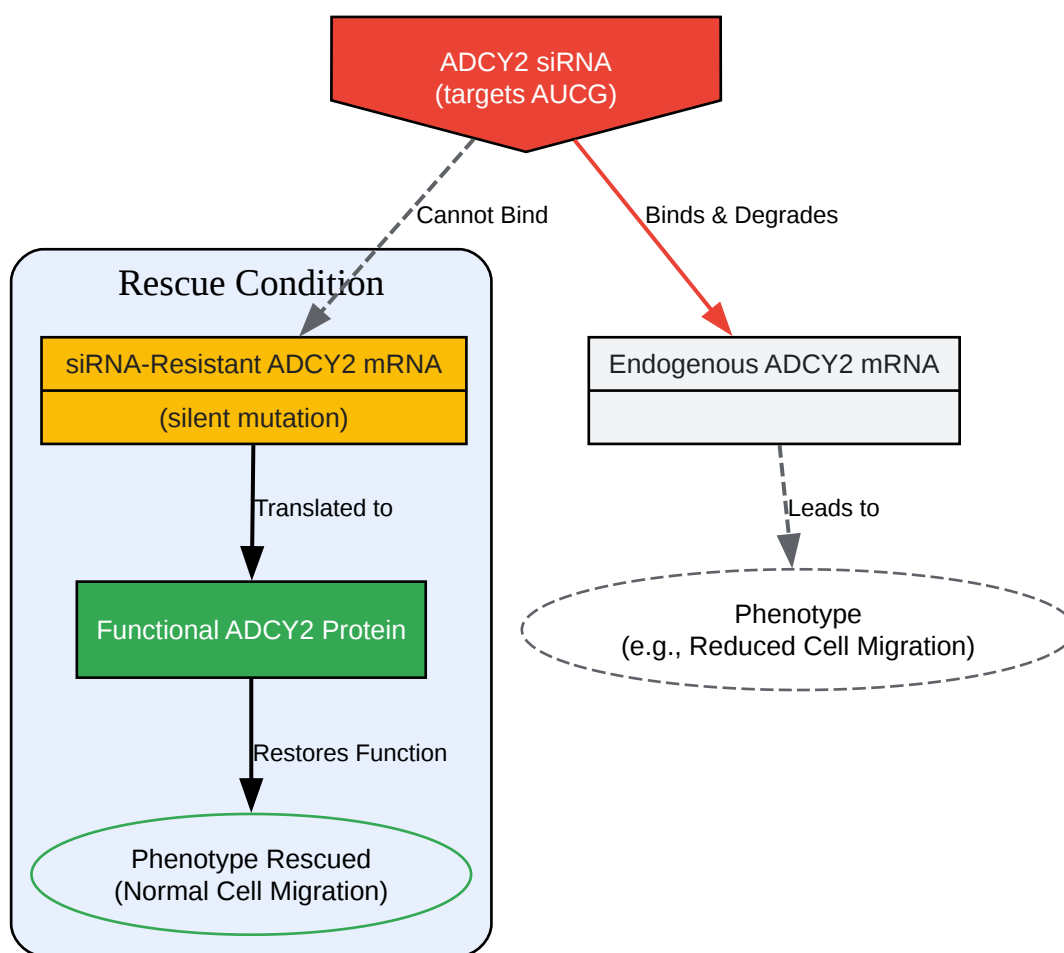 ADCY2 siRNA
(targets AUCG)
Cannot Bind
Binds & Degrades
Rescue Condition
siRNA-Resistant ADCY2 mRNA
(silent mutation)
Endogenous ADCY2 mRNA
Translated to
Leads to
Functional ADCY2 Protein
Phenotype
(e.g., Reduced Cell Migration)
Restores Function
Phenotype Rescued
(Normal Cell Migration)